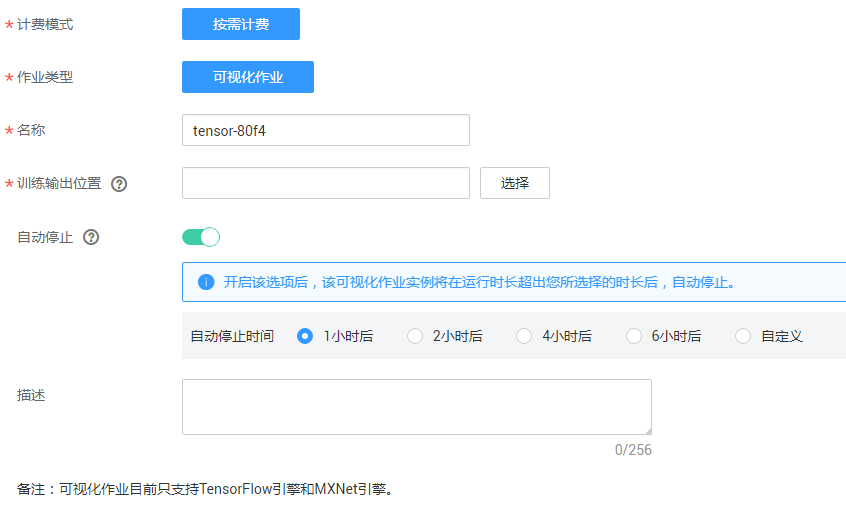 * 计费模式 按需计费
* 作业类型 可视化作业
* 名称 tensor-80f4
* 训练输出位置 ? 选择
自动停止 ?
i 开启该选项后，该可视化作业实例将在运行时长超出您所选择的时长后，自动停止。
自动停止时间 1小时后 2小时后 4小时后 6小时后 自定义
描述
0/256
备注：可视化作业目前只支持TensorFlow引擎和MXNet引擎。